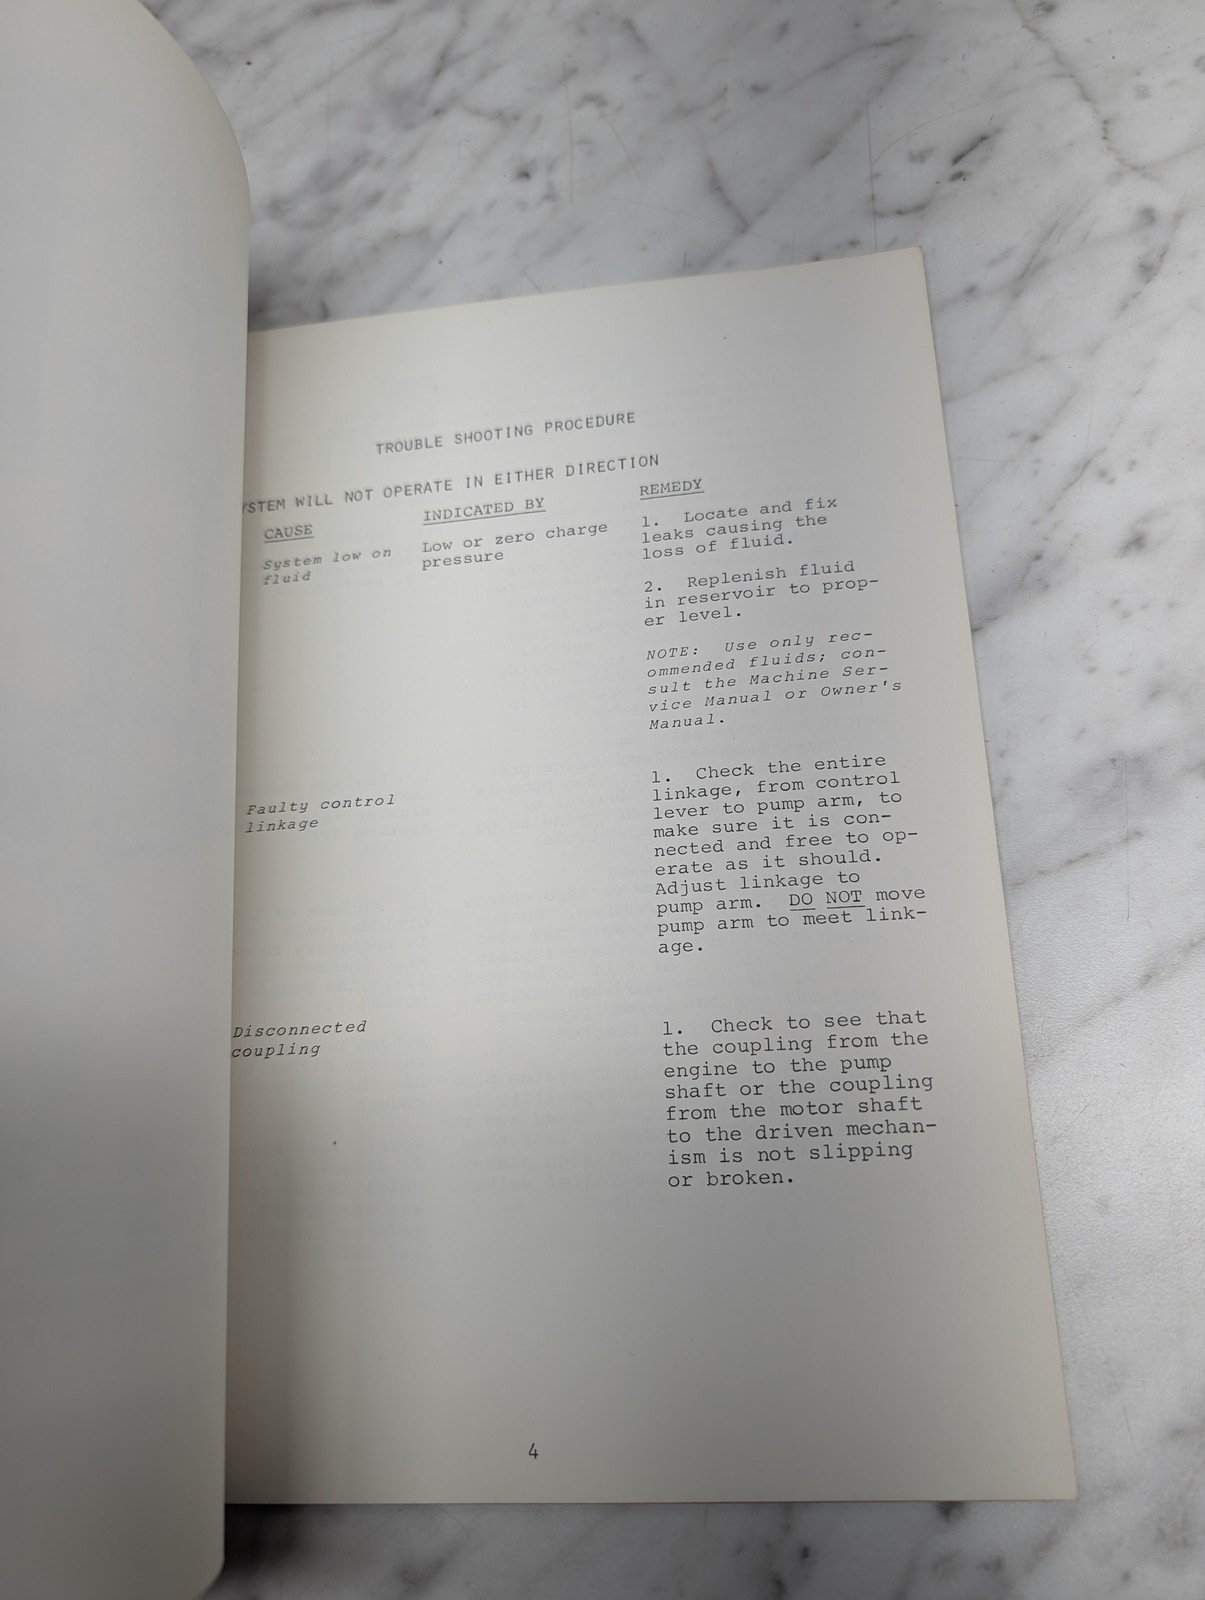 TROUBLE SHOOTING PROCEDURE
YSTEM WILL NOT OPERATE IN EITHER DIRECTION
CAUSE
INDICATED BY
REMEDY
System low on
fluid
Low or zero charge
pressure
1. Locate and fix
leaks causing the
loss of fluid.
2. Replenish fluid
in reservoir to prop-
er level.
NOTE: Use only rec-
ommended fluids; con-
sult the Machine Ser-
vice Manual or Owner's
Manual.
Faulty control
linkage
1. Check the entire
linkage, from control
lever to pump arm, to
make sure it is con-
nected and free to op-
erate as it should.
Adjust linkage to
pump arm. DO NOT move
pump arm to meet link-
age.
Disconnected
coupling
1. Check to see that
the coupling from the
engine to the pump
shaft or the coupling
from the motor shaft
to the driven mechan-
ism is not slipping
or broken.
4